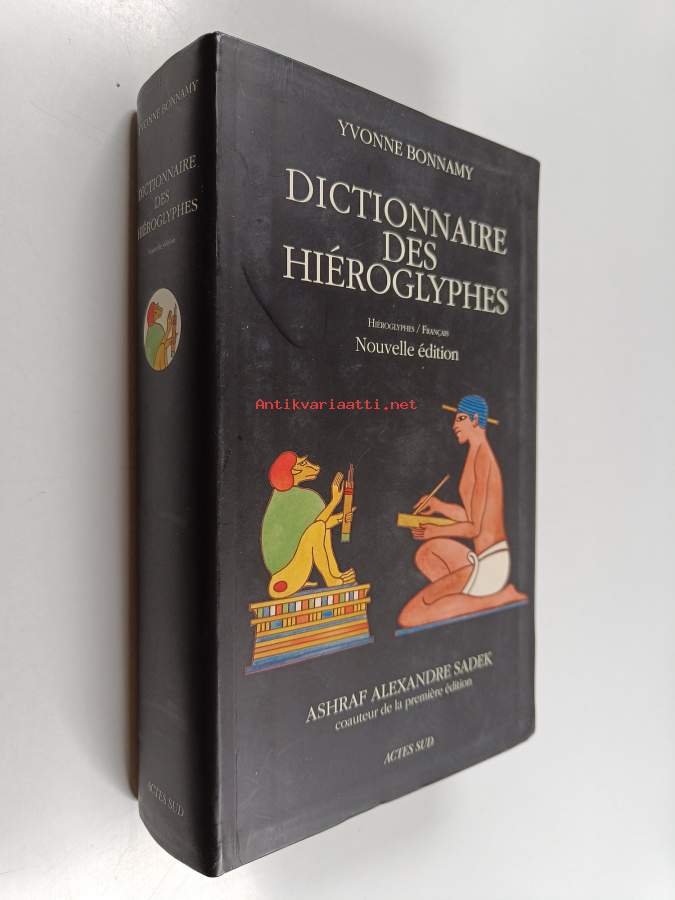 YVONNE BONNAMY
DICTIONNAIRE
DES
HIÉROGLYPHES
Nouvelle édition
ACTES SUD
YVONNE BONNAMY
DICTIONNAIRE
DES
HIÉROGLYPHES
HIÉROGLYPHES / FRANÇAIS
Nouvelle édition
Antikvariaatti.net
ASHRAF ALEXANDRE SADEK
coauteur de la première édition
ACTES SUD